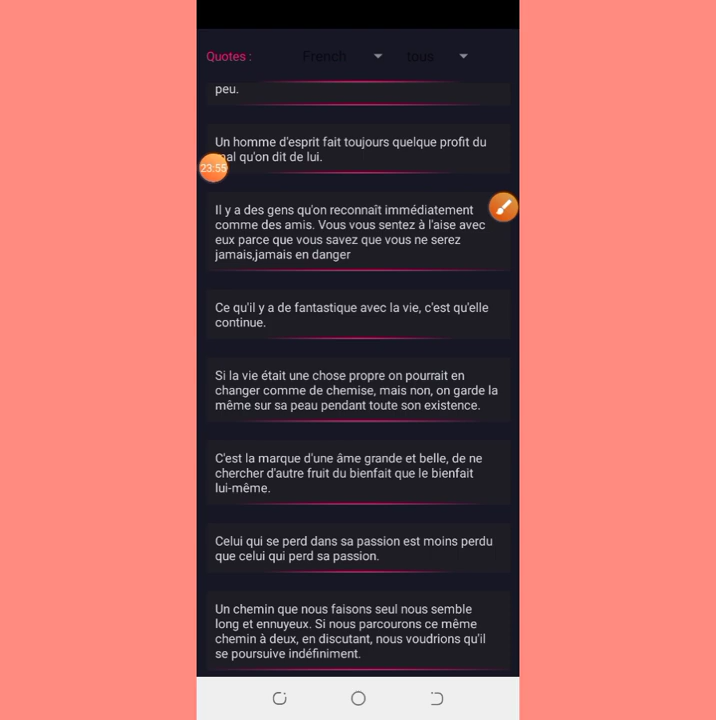 Quotes :
French
tous
peu.
Un homme d'esprit fait toujours quelque profit du
qu'on dit de lui.
23:55
Il y a des gens qu'on reconnaît immédiatement
comme des amis. Vous vous sentez à l'aise avec
eux parce que vous savez que vous ne serez
jamais,jamais en danger
Ce qu'il y a de fantastique avec la vie, c'est qu'elle
continue.
Si la vie était une chose propre on pourrait en
changer comme de chemise, mais non, on garde la
même sur sa peau pendant toute son existence.
C'est la marque d'une âme grande et belle, de ne
chercher d'autre fruit du bienfait que le bienfait
lui-même.
Celui qui se perd dans sa passion est moins perdu
que celui qui perd sa passion.
Un chemin que nous faisons seul nous semble
long et ennuyeux. Si nous parcourons ce même
chemin à deux, en discutant, nous voudrions qu'il
se poursuive indéfiniment.